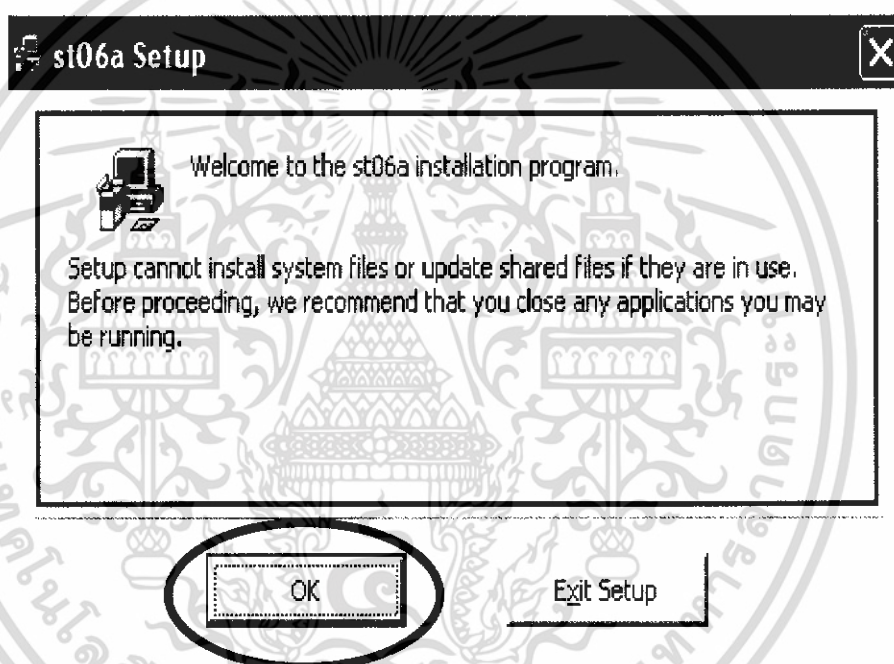 st06a Setup
Welcome to the st06a installation program.
Setup cannot install system files or update shared files if they are in use.
Before proceeding, we recommend that you close any applications you may
be running.
OK
Exit Setup